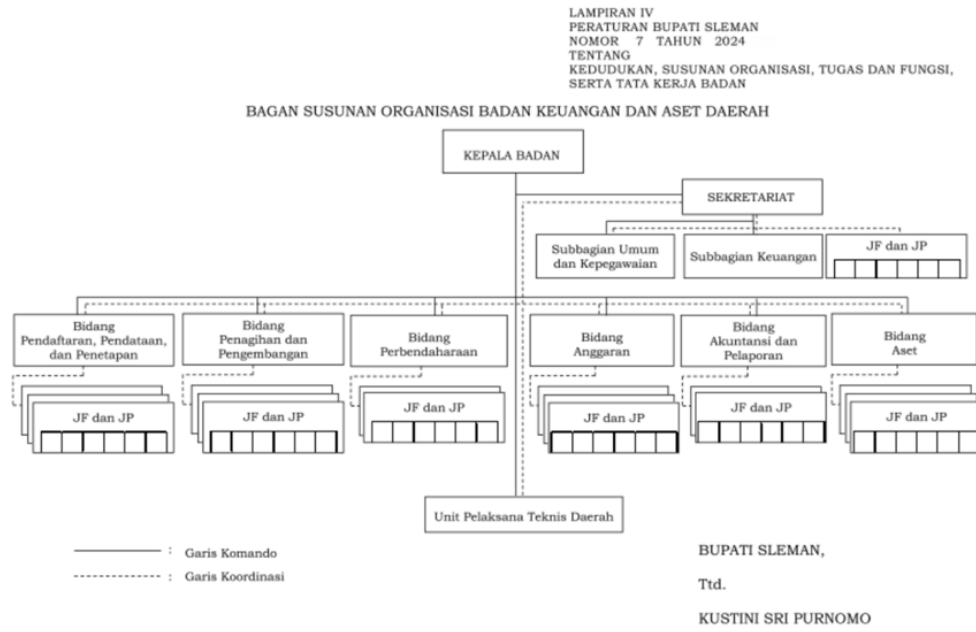 LAMPIRAN IV
PERATURAN BUPATI SLEMAN
NOMOR 7 TAHUN 2024
TENTANG
KEDUDUKAN, SUSUNAN ORGANISASI, TUGAS DAN FUNGSI,
SERTA TATA KERJA BADAN
BAGAN SUSUNAN ORGANISASI BADAN KEUANGAN DAN ASET DAERAH
KEPALA BADAN
SEKRETARIAT
Subbagian Umum
dan Kepegawaian
Subbagian Keuangan
JF dan JP
Bidang
Pendaftaran, Pendataan,
dan Penetapan
Bidang
Penagihan dan
Pengembangan
Bidang
Perbendaharaan
Bidang
Anggaran
Bidang
Akuntansi dan
Pelaporan
Bidang
Aset
JF dan JP
JF dan JP
JF dan JP
JF dan JP
JF dan JP
JF dan JP
Unit Pelaksana Teknis Daerah
: Garis Komando
: Garis Koordinasi
BUPATI SLEMAN,
Ttd.
KUSTINI SRI PURNOMO